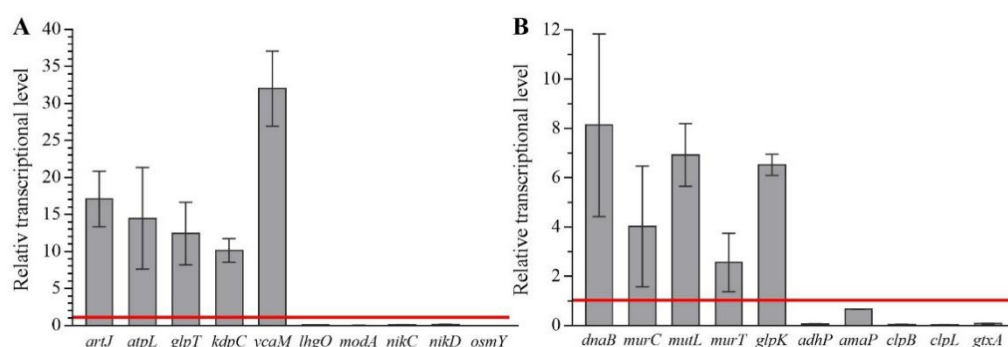 A
Relativ transcriptional level
40
35
30
25
20
15
10
5
0
artJ atpL glpT kdpC ycaM lhgO modA nikC nikD osmY
B
Relative transcriptional level
12
10
8
6
4
2
0
dnaB murC mutL murT glpK adhP amaP clpB clpL gtxA